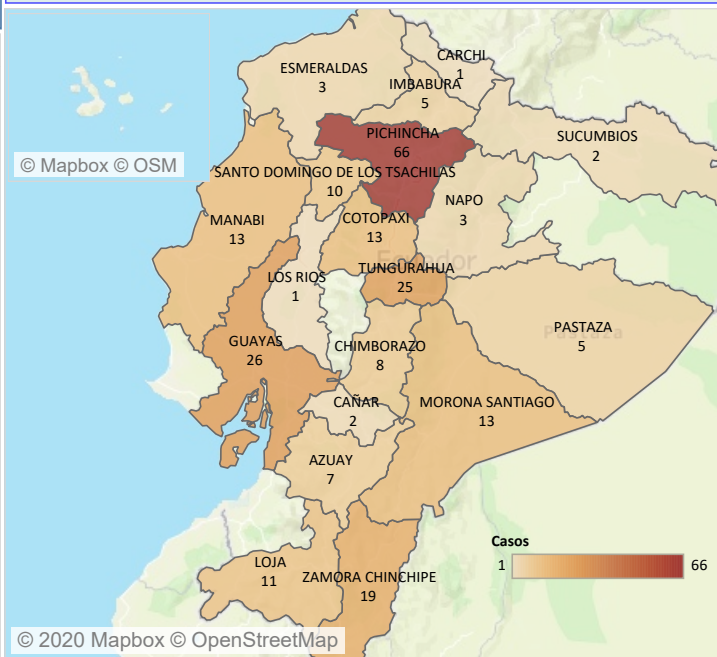 CARCHI
1
ESMERALDAS
3
IMBABURA
5
PICHINCHA
66
SUCUMBIOS
2
© Mapbox © OSM
SANTO DOMINGO DE LOS TSACHILAS
10
NAPO
3
MANABI
13
COTOPAXI
13
Ecuador
TUNGURAHUA
25
LOS RIOS
1
PASTAZA
Pastaza
5
GUAYAS
26
CHIMBORAZO
8
CAÑAR
2
MORONA SANTIAGO
13
AZUAY
7
Casos
1 66
LOJA
11
ZAMORA CHINCHIPE
19
© 2020 Mapbox © OpenStreetMap